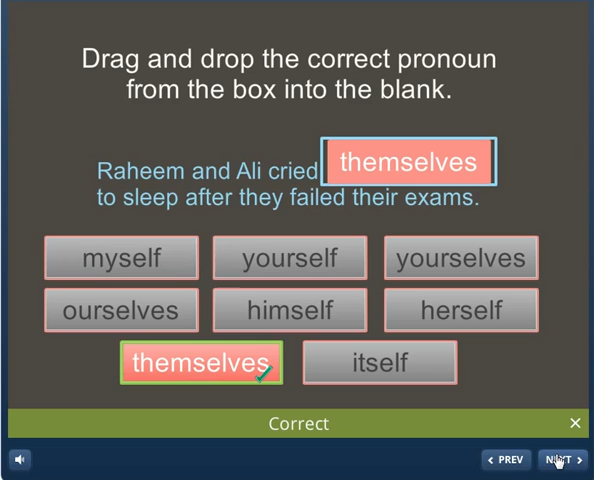 Drag and drop the correct pronoun
from the box into the blank.
Raheem and Ali cried themselves
to sleep after they failed their exams.
myself yourself yourselves
ourselves himself herself
themselves itself
Correct ×
< PREV NEXT >